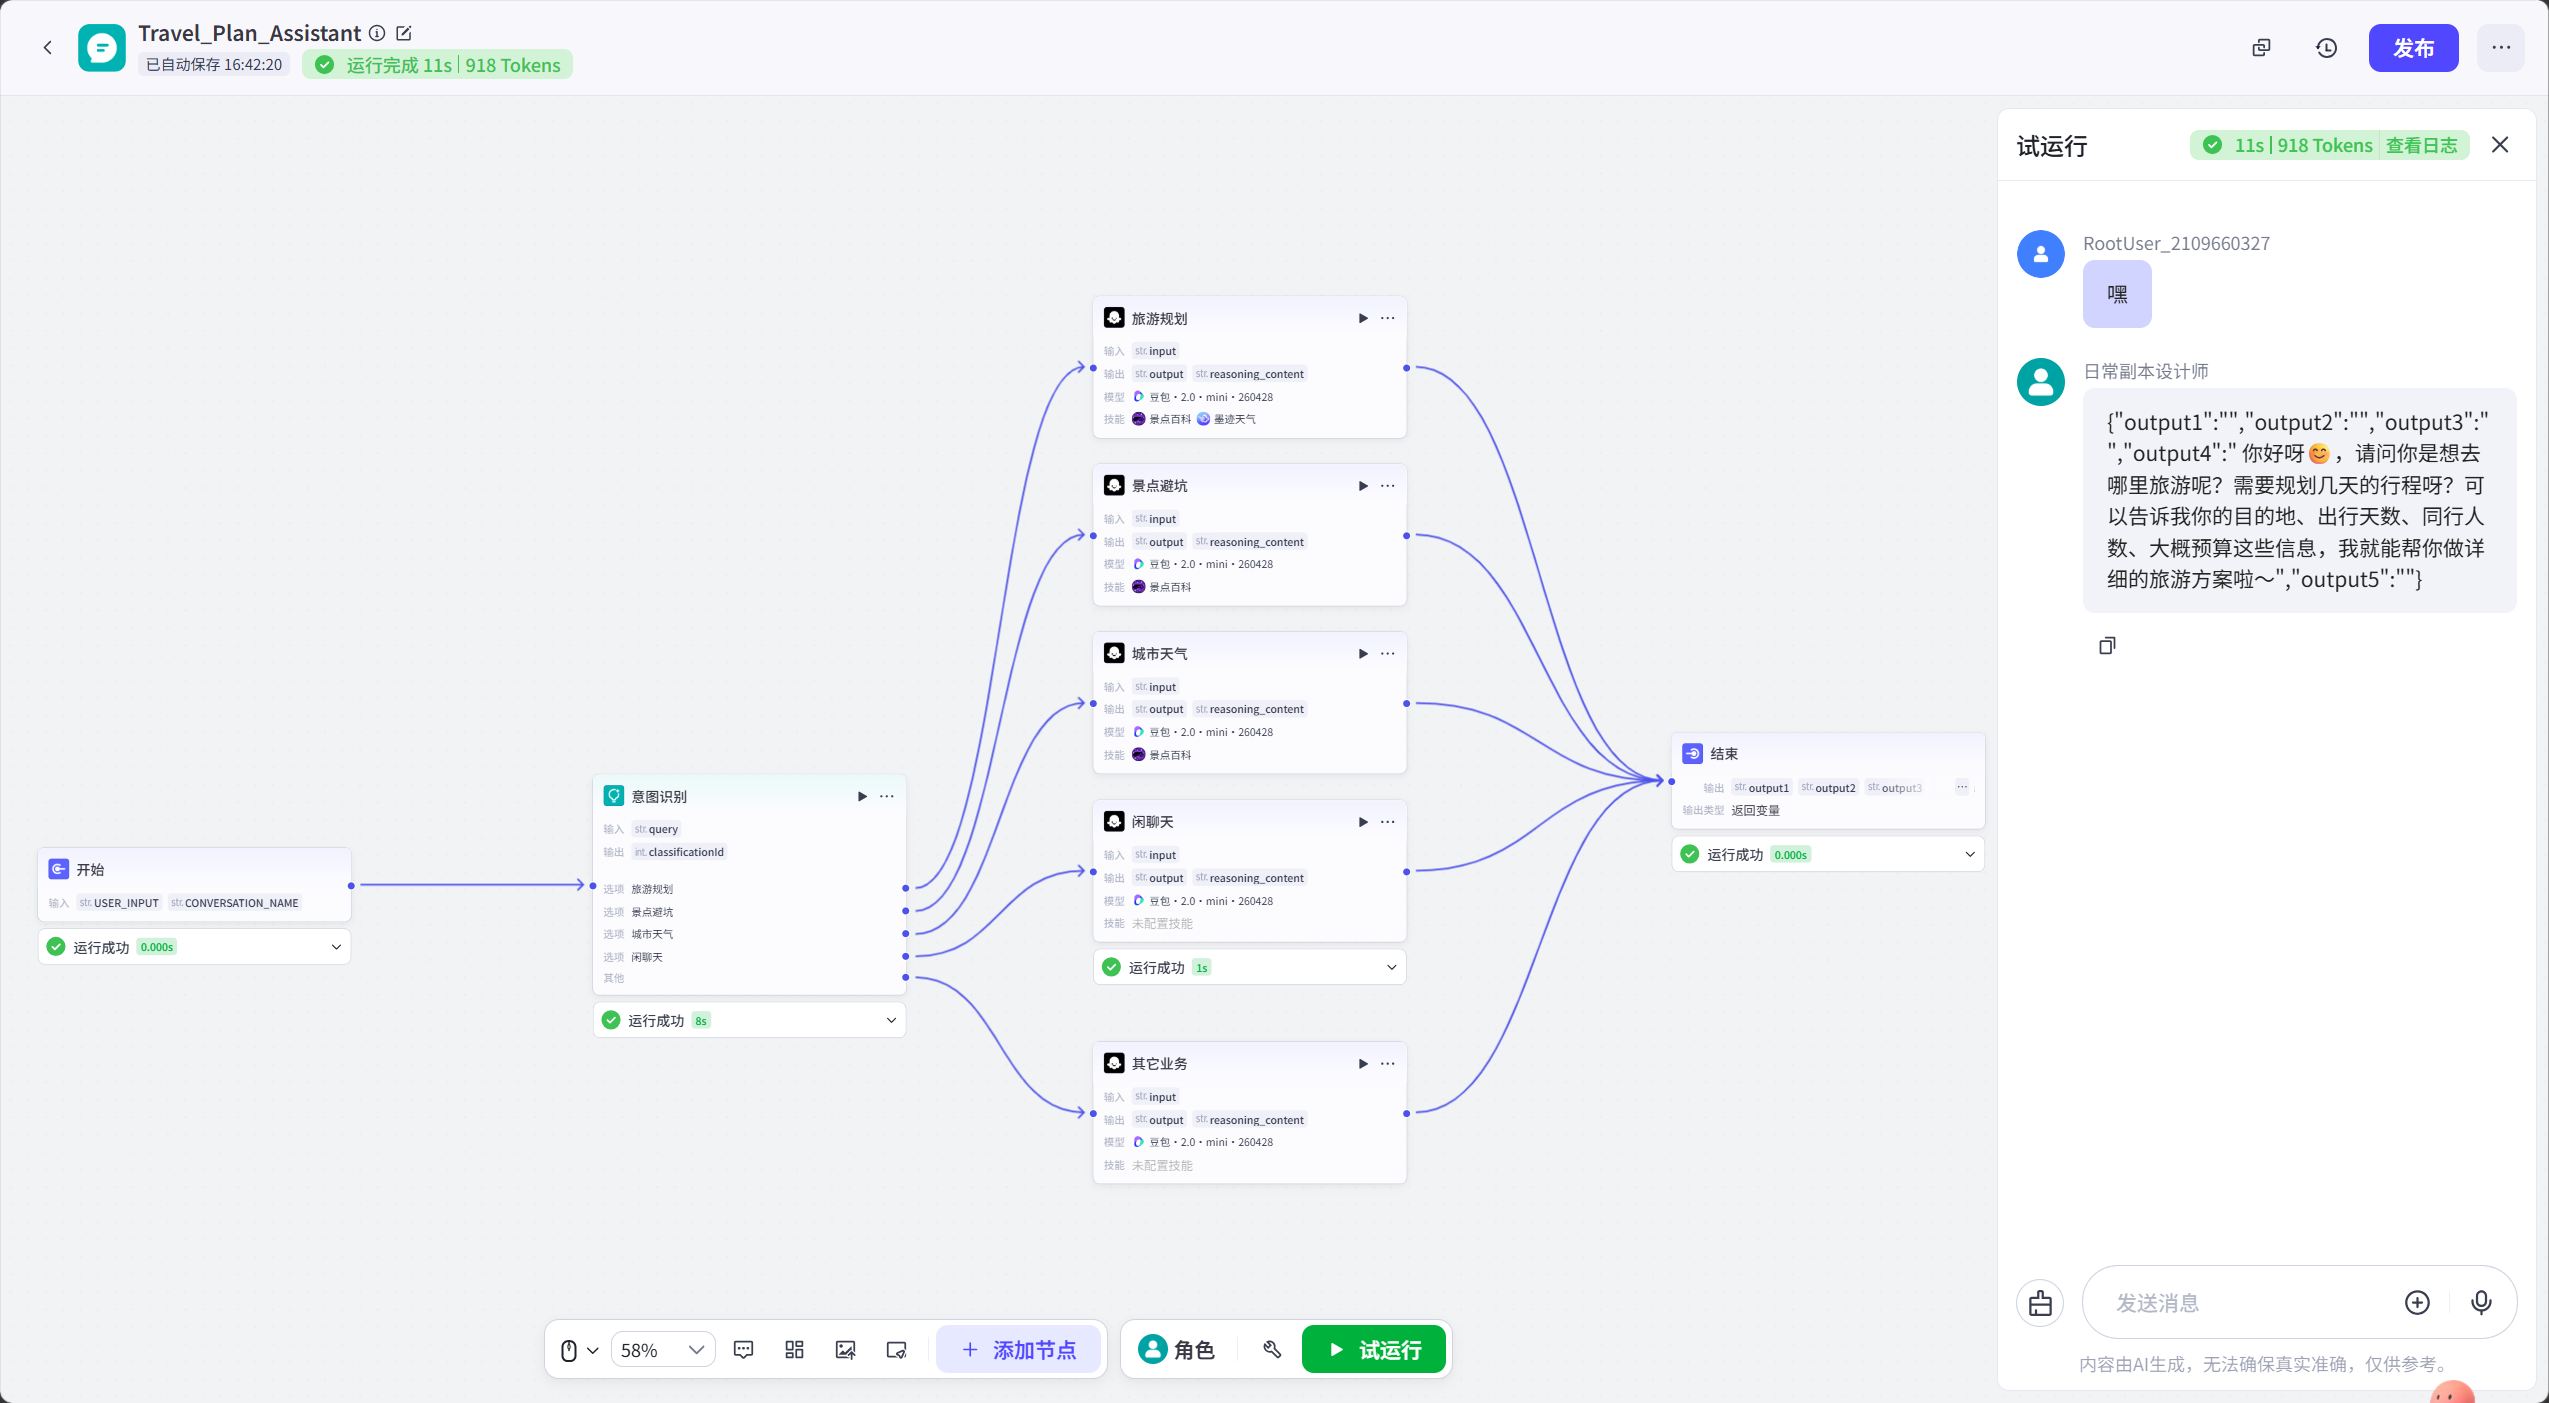 Travel_Plan_Assistant
已自动保存 16:42:20
运行完成 11s | 918 Tokens
发布
试运行
11s | 918 Tokens 查看日志
RootUser_2109660327
嘿
日常副本设计师
{"output1":"","output2":"","output3":"
","output4":" 你好呀😊，请问你是想去
哪里旅游呢？需要规划几天的行程呀？可
以告诉我你的目的地、出行天数、同行人
数、大概预算这些信息，我就能帮你做详
细的旅游方案啦～","output5":""}
发送消息
内容由AI生成，无法确保真实准确，仅供参考。
开始
输入 str. USER_INPUT str. CONVERSATION_NAME
运行成功 0.000s
意图识别
输入 str. query
输出 int. classificationId
选项 旅游规划
选项 景点避坑
选项 城市天气
选项 闲聊天
其他
运行成功 8s
旅游规划
输入 str. input
输出 str. output str. reasoning_content
模型 豆包・2.0・mini・260428
技能 景点百科 墨迹天气
景点避坑
输入 str. input
输出 str. output str. reasoning_content
模型 豆包・2.0・mini・260428
技能 景点百科
城市天气
输入 str. input
输出 str. output str. reasoning_content
模型 豆包・2.0・mini・260428
技能 景点百科
闲聊天
输入 str. input
输出 str. output str. reasoning_content
模型 豆包・2.0・mini・260428
技能 未配置技能
运行成功 1s
其它业务
输入 str. input
输出 str. output str. reasoning_content
模型 豆包・2.0・mini・260428
技能 未配置技能
结束
输出 str. output1 str. output2 str. output3 ...
输出类型 返回变量
运行成功 0.000s
58%
添加节点
角色
试运行